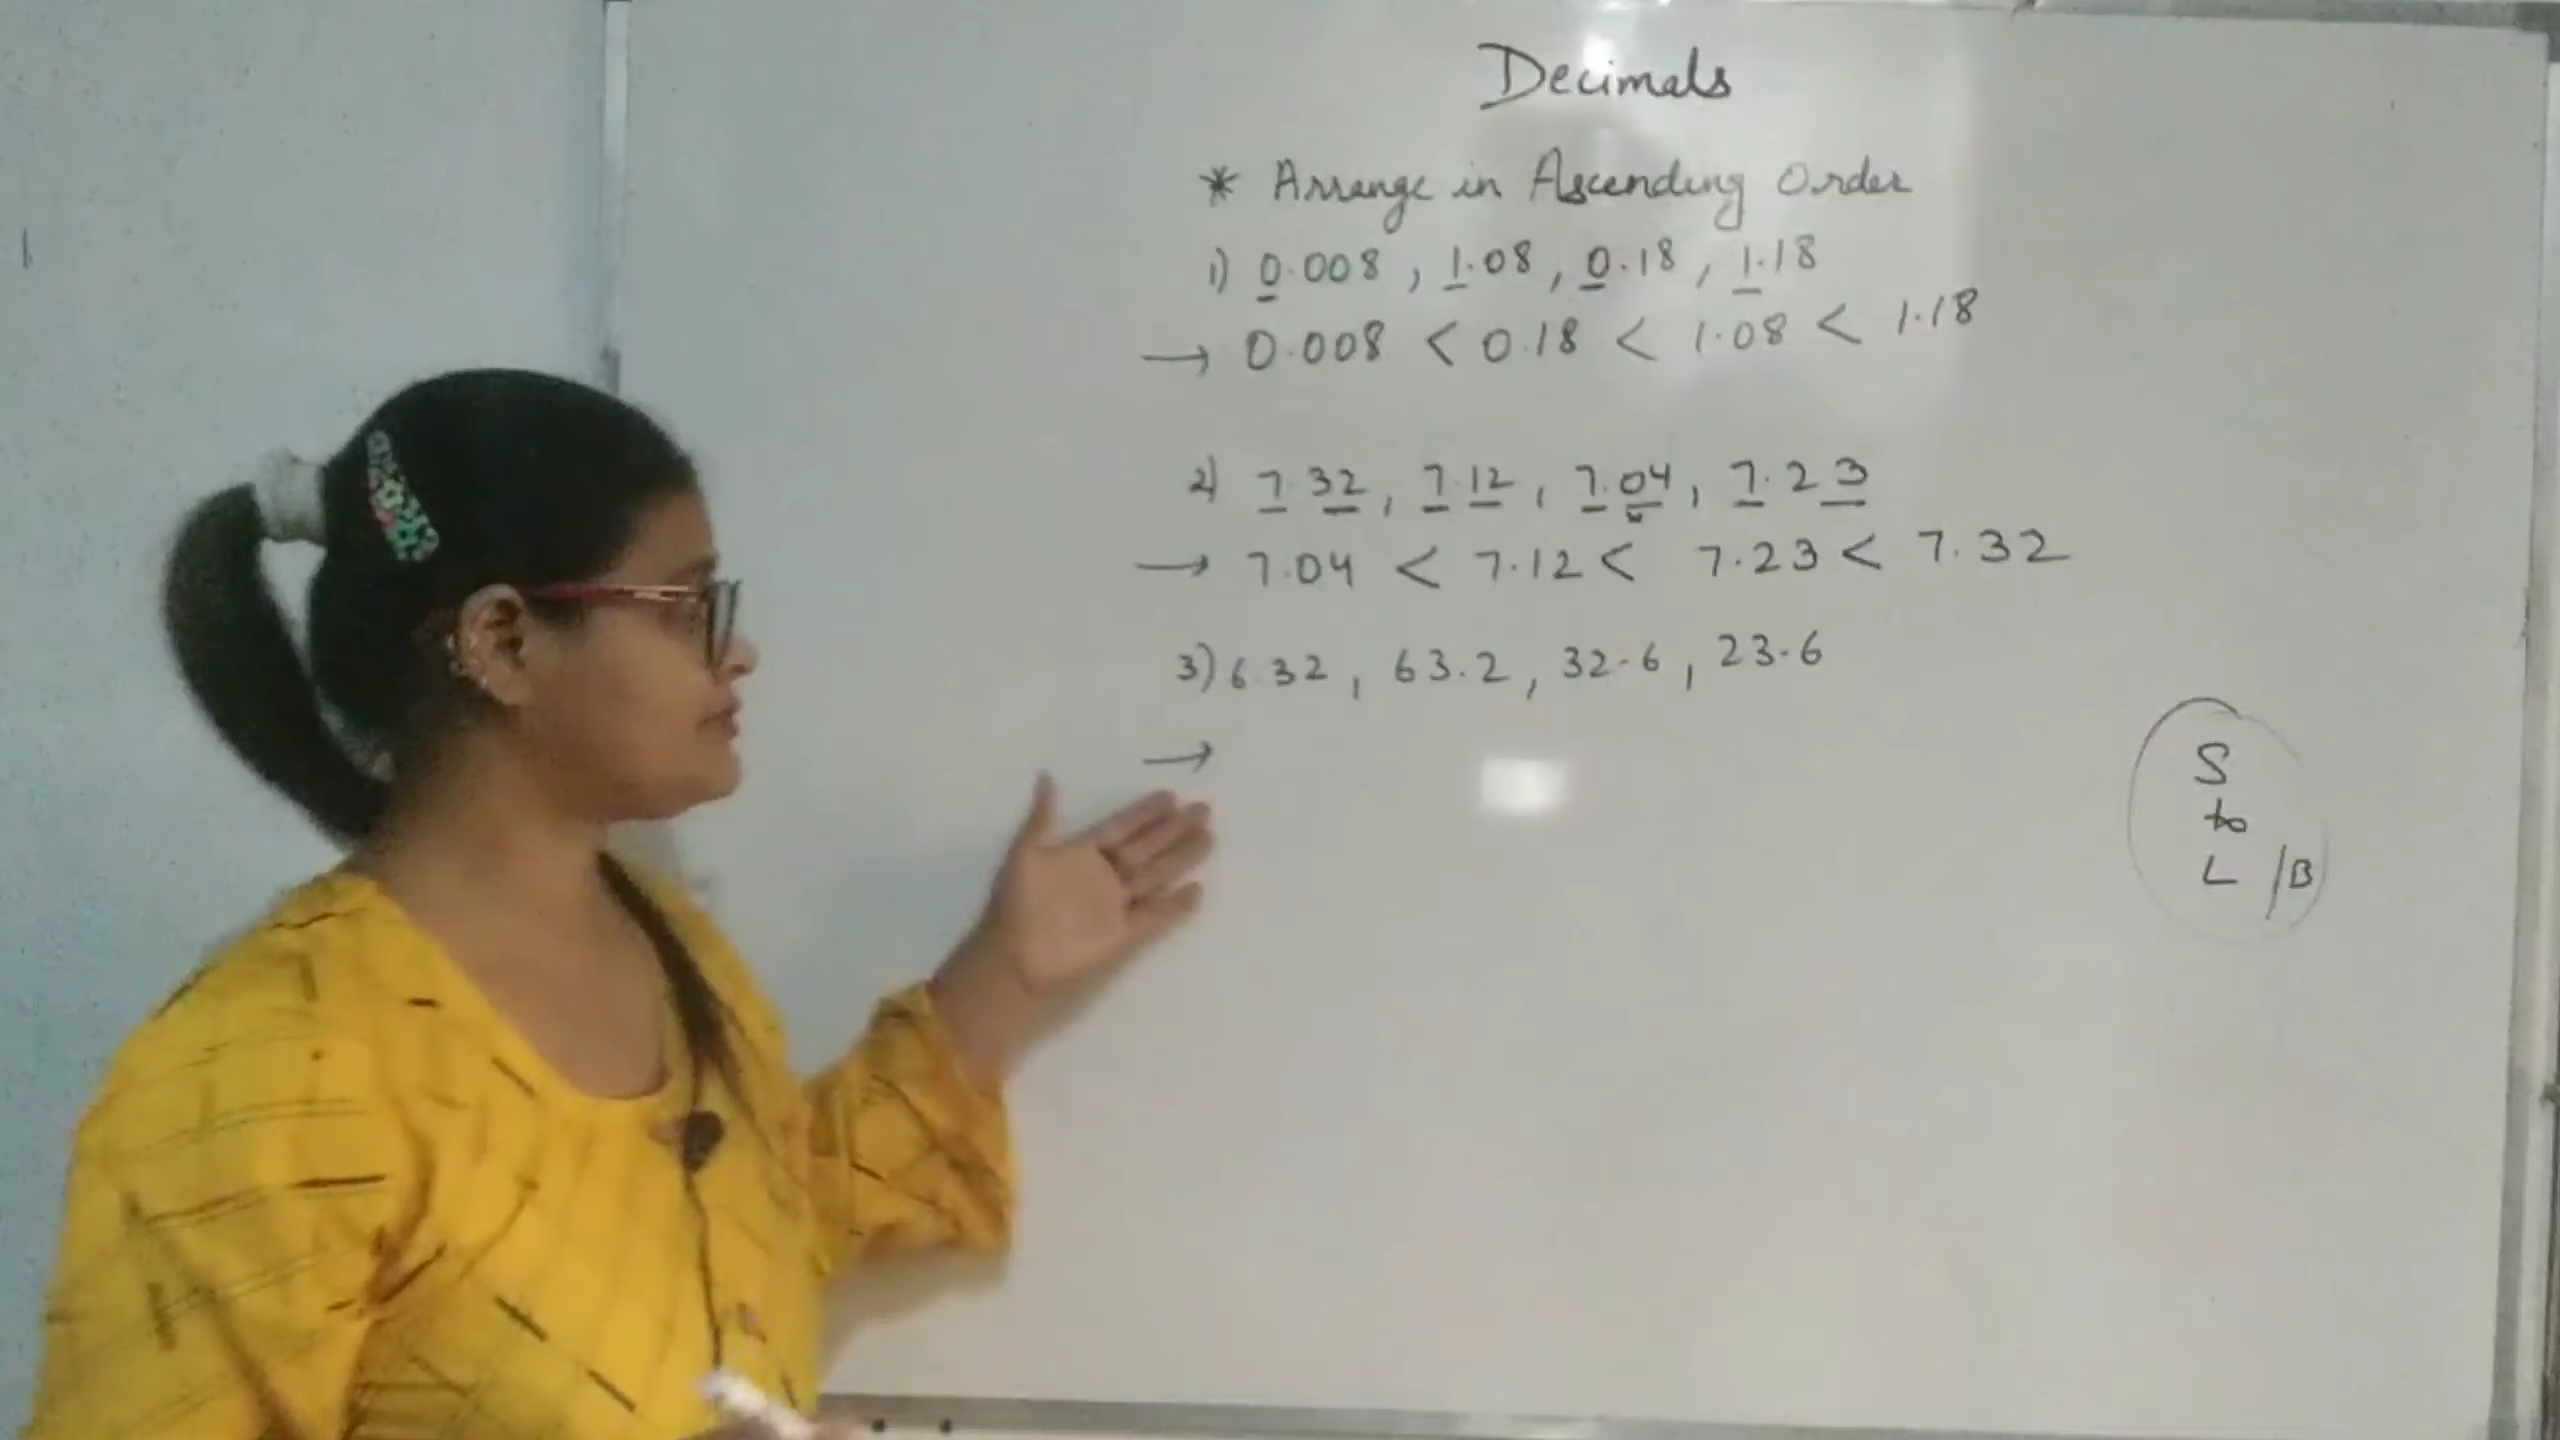 Decimals
* Arrange in Ascending Order
1) 0.008 , 1.08 , 0.18 , 1.18
→ 0.008 < 0.18 < 1.08 < 1.18
2) 7.32 , 7.12 , 7.04 , 7.23
→ 7.04 < 7.12 < 7.23 < 7.32
3) 6.32 , 63.2 , 32.6 , 23.6
→
S
to
L /B